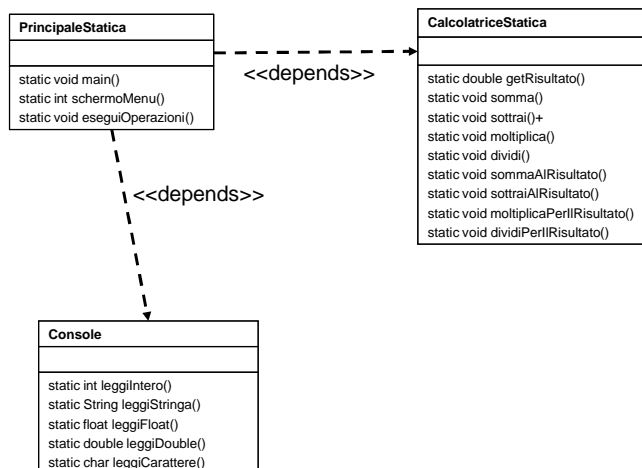 PrincipaleStatica
static void main()
static int schermoMenu()
static void eseguiOperazioni()
<<depends>>
CalcolatriceStatica
static double getRisultato()
static void somma()
static void sottrai()+
static void moltiplica()
static void dividi()
static void sommaAlRisultato()
static void sottraiAlRisultato()
static void moltiplicaPerIlRisultato()
static void dividiPerIlRisultato()
<<depends>>
Console
static int leggiIntero()
static String leggiStringa()
static float leggiFloat()
static double leggiDouble()
static char leggiCarattere()